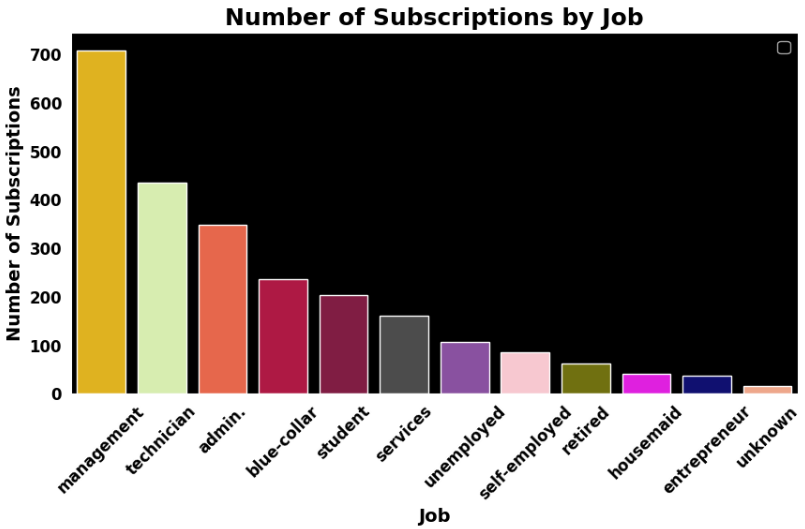 Number of Subscriptions by Job
Number of Subscriptions
700
600
500
400
300
200
100
0
management
technician
admin.
blue-collar
student
services
unemployed
self-employed
retired
housemaid
entrepreneur
unknown
Job